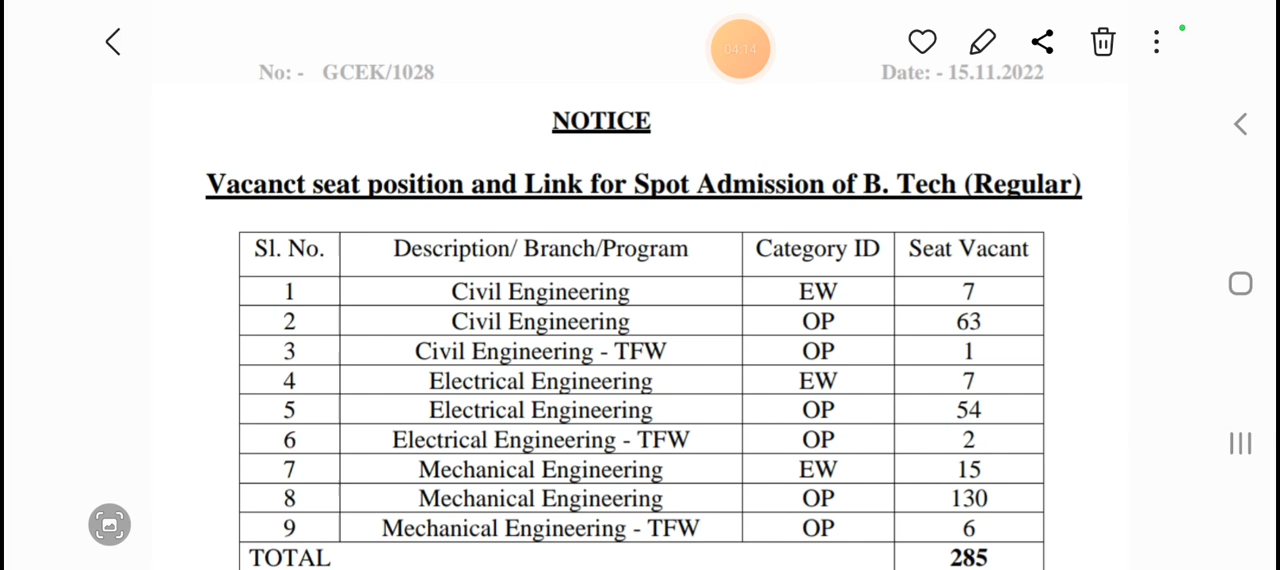 04:14
No: - GCEK/1028 Date: - 15.11.2022
NOTICE
Vacanct seat position and Link for Spot Admission of B. Tech (Regular)
Sl. No. Description/ Branch/Program Category ID Seat Vacant
1 Civil Engineering EW 7
2 Civil Engineering OP 63
3 Civil Engineering - TFW OP 1
4 Electrical Engineering EW 7
5 Electrical Engineering OP 54
6 Electrical Engineering - TFW OP 2
7 Mechanical Engineering EW 15
8 Mechanical Engineering OP 130
9 Mechanical Engineering - TFW OP 6
TOTAL 285